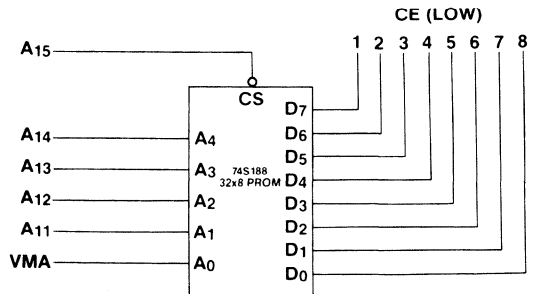 CE (LOW)
1 2 3 4 5 6 7 8
A15
CS
D7
D6
A14 A4
D5
A13 A3 74S188
32x8 PROM D4
A12 A2
D3
A11 A1
D2
D1
VMA A0
D0